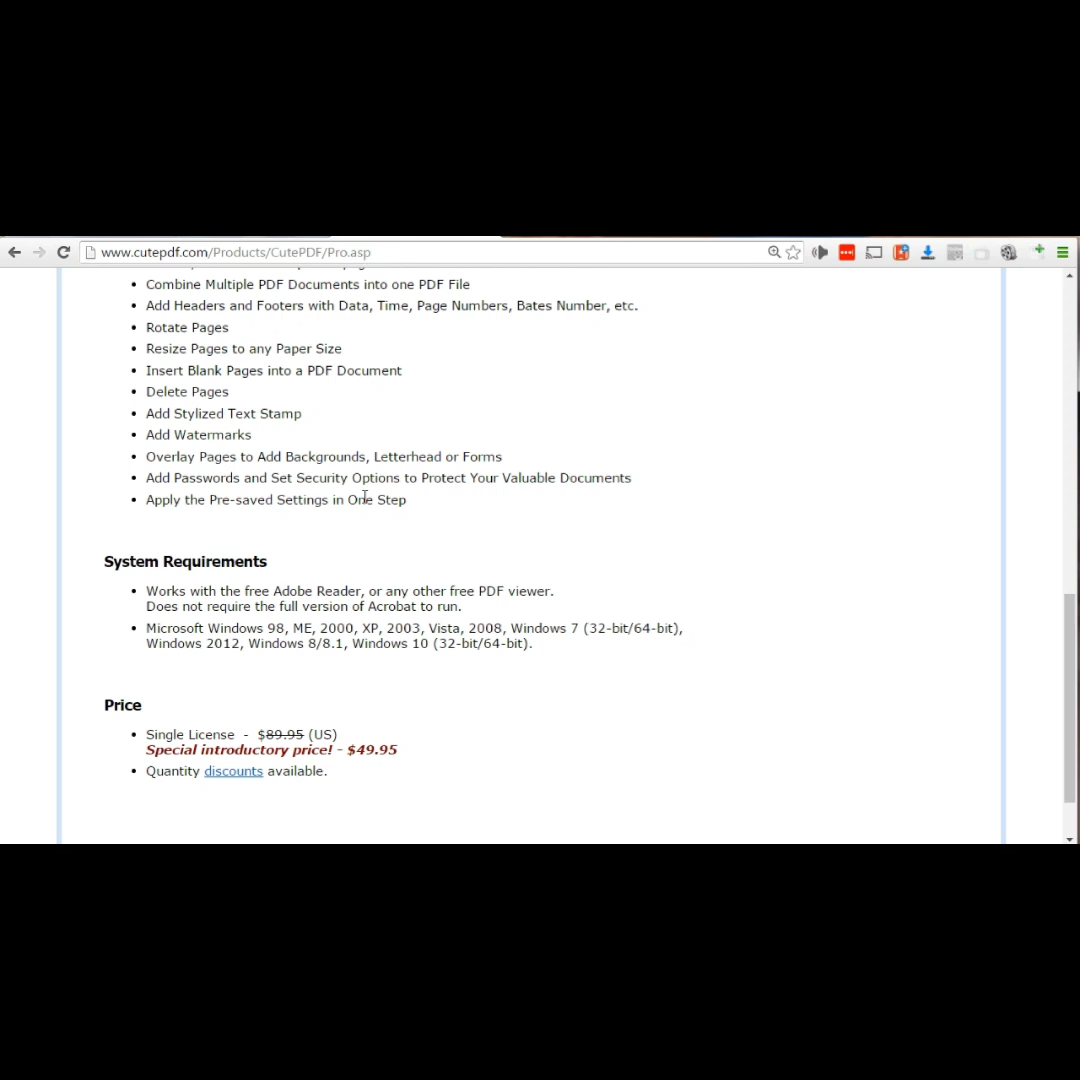 www.cutepdf.com/Products/CutePDF/Pro.asp
• Combine Multiple PDF Documents into one PDF File
• Add Headers and Footers with Data, Time, Page Numbers, Bates Number, etc.
• Rotate Pages
• Resize Pages to any Paper Size
• Insert Blank Pages into a PDF Document
• Delete Pages
• Add Stylized Text Stamp
• Add Watermarks
• Overlay Pages to Add Backgrounds, Letterhead or Forms
• Add Passwords and Set Security Options to Protect Your Valuable Documents
• Apply the Pre-saved Settings in One Step
System Requirements
• Works with the free Adobe Reader, or any other free PDF viewer.
Does not require the full version of Acrobat to run.
• Microsoft Windows 98, ME, 2000, XP, 2003, Vista, 2008, Windows 7 (32-bit/64-bit),
Windows 2012, Windows 8/8.1, Windows 10 (32-bit/64-bit).
Price
• Single License - $89.95 (US)
Special introductory price! - $49.95
• Quantity discounts available.